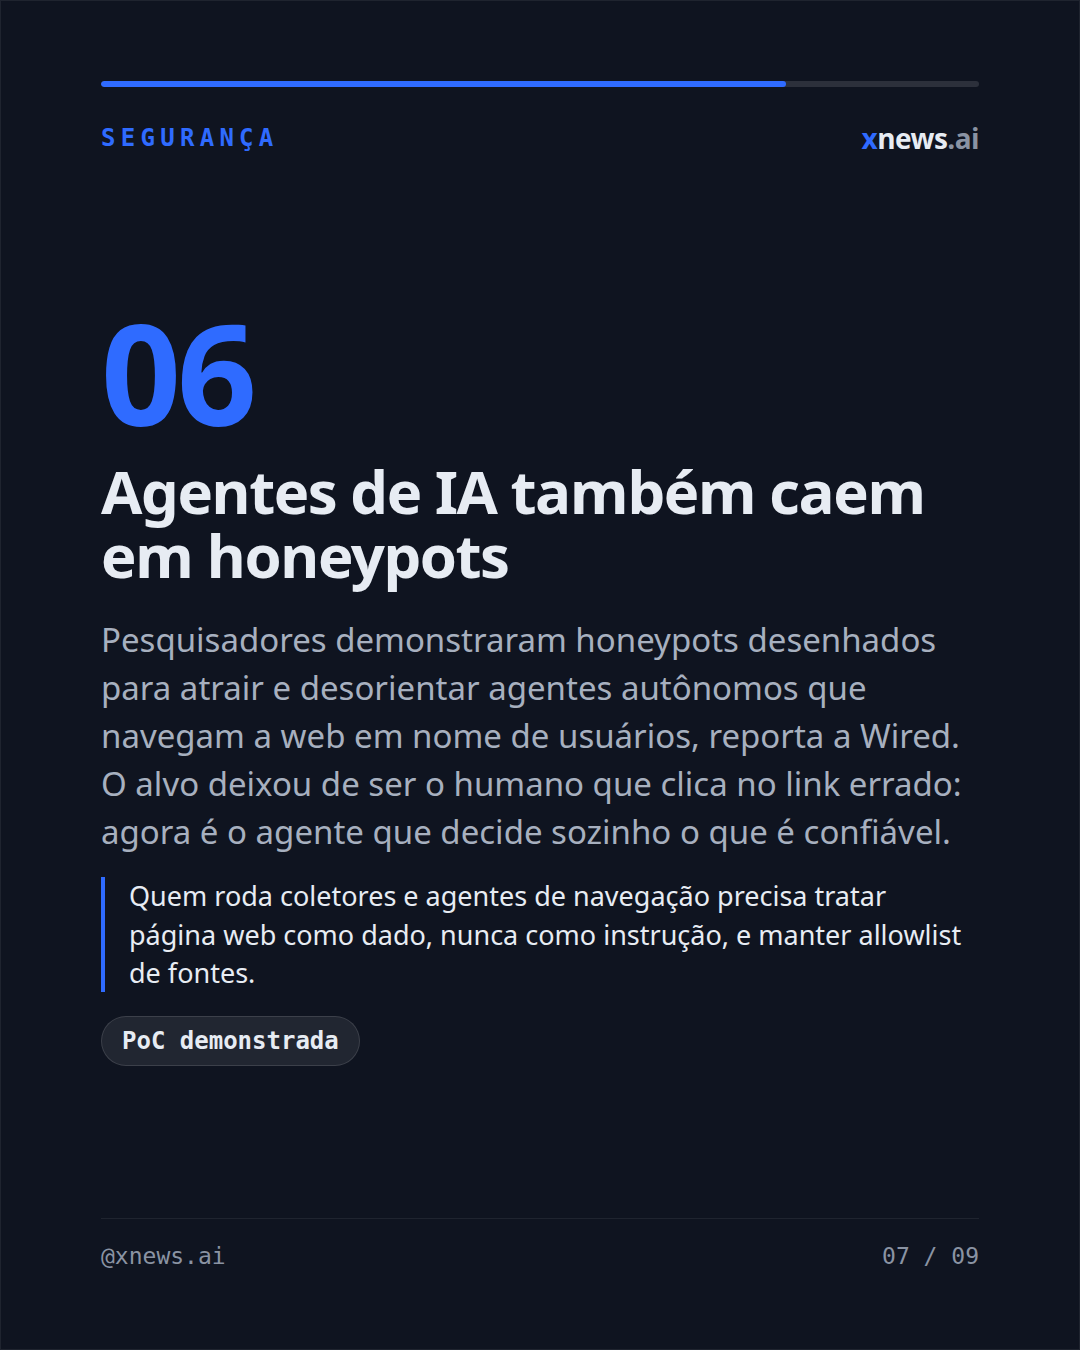 SEGURANÇA
xnews.ai
06
Agentes de IA também caem
em honeypots
Pesquisadores demonstraram honeypots desenhados
para atrair e desorientar agentes autônomos que
navegam a web em nome de usuários, reporta a Wired.
O alvo deixou de ser o humano que clica no link errado:
agora é o agente que decide sozinho o que é confiável.
Quem roda coletores e agentes de navegação precisa tratar
página web como dado, nunca como instrução, e manter allowlist
de fontes.
PoC demonstrada
@xnews.ai
07 / 09